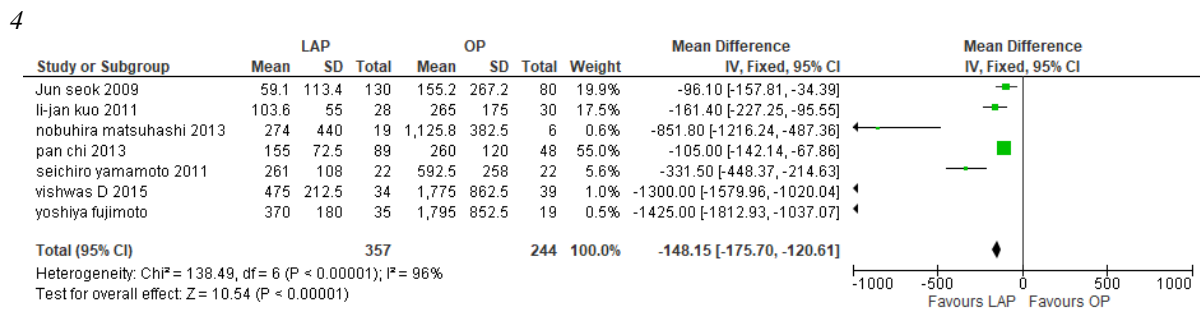 4
LAP OP Mean Difference Mean Difference
Study or Subgroup Mean SD Total Mean SD Total Weight IV, Fixed, 95% CI IV, Fixed, 95% CI
Jun seok 2009 59.1 113.4 130 155.2 267.2 80 19.9% -96.10 [-157.81, -34.39]
li-jan kuo 2011 103.6 55 28 265 175 30 17.5% -161.40 [-227.25, -95.55]
nobuhira matsuhashi 2013 274 440 19 1,125.8 382.5 6 0.6% -851.80 [-1216.24, -487.36]
pan chi 2013 155 72.5 89 260 120 48 55.0% -105.00 [-142.14, -67.86]
seichiro yamamoto 2011 261 108 22 592.5 258 22 5.6% -331.50 [-448.37, -214.63]
vishwas D 2015 475 212.5 34 1,775 862.5 39 1.0% -1300.00 [-1579.96, -1020.04]
yoshiya fujimoto 370 180 35 1,795 852.5 19 0.5% -1425.00 [-1812.93, -1037.07]
Total (95% CI) 357 244 100.0% -148.15 [-175.70, -120.61]
Heterogeneity: Chi² = 138.49, df = 6 (P < 0.00001); I² = 96%
Test for overall effect: Z = 10.54 (P < 0.00001)
-1000 -500 0 500 1000
Favours LAP Favours OP